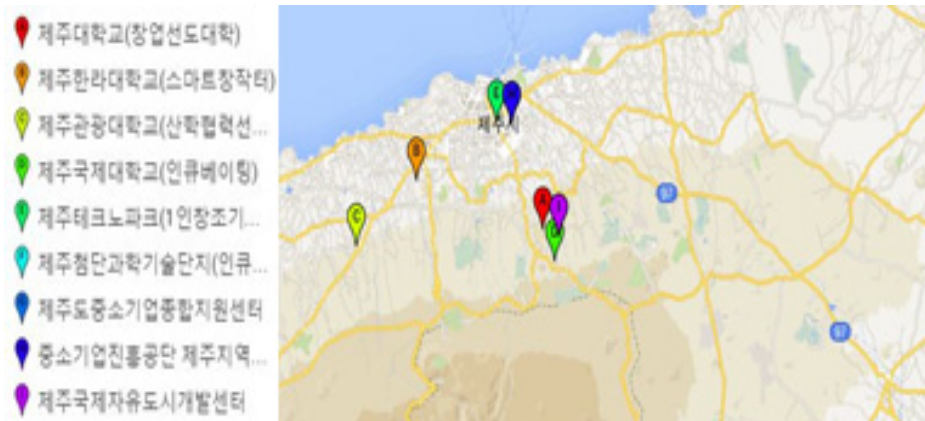 A 제주대학교(창업선도대학)
B 제주한라대학교(스마트창작터)
C 제주관광대학교(산학협력선...
D 제주국제대학교(인큐베이팅)
E 제주테크노파크(1인창조기...
F 제주첨단과학기술단지(인큐...
제주도중소기업종합지원센터
중소기업진흥공단 제주지역...
I 제주국제자유도시개발센터
E
제주시
B
A
I
C
97
97